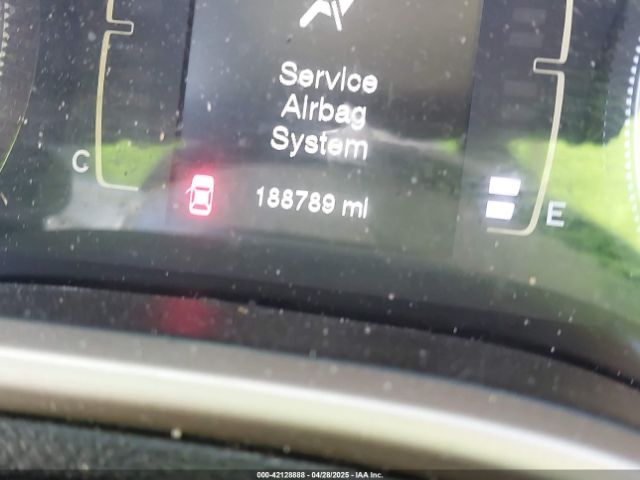 Service
Airbag
System
C
188789 mi
E
000-42128888 - 04/28/2025 - IAA Inc.